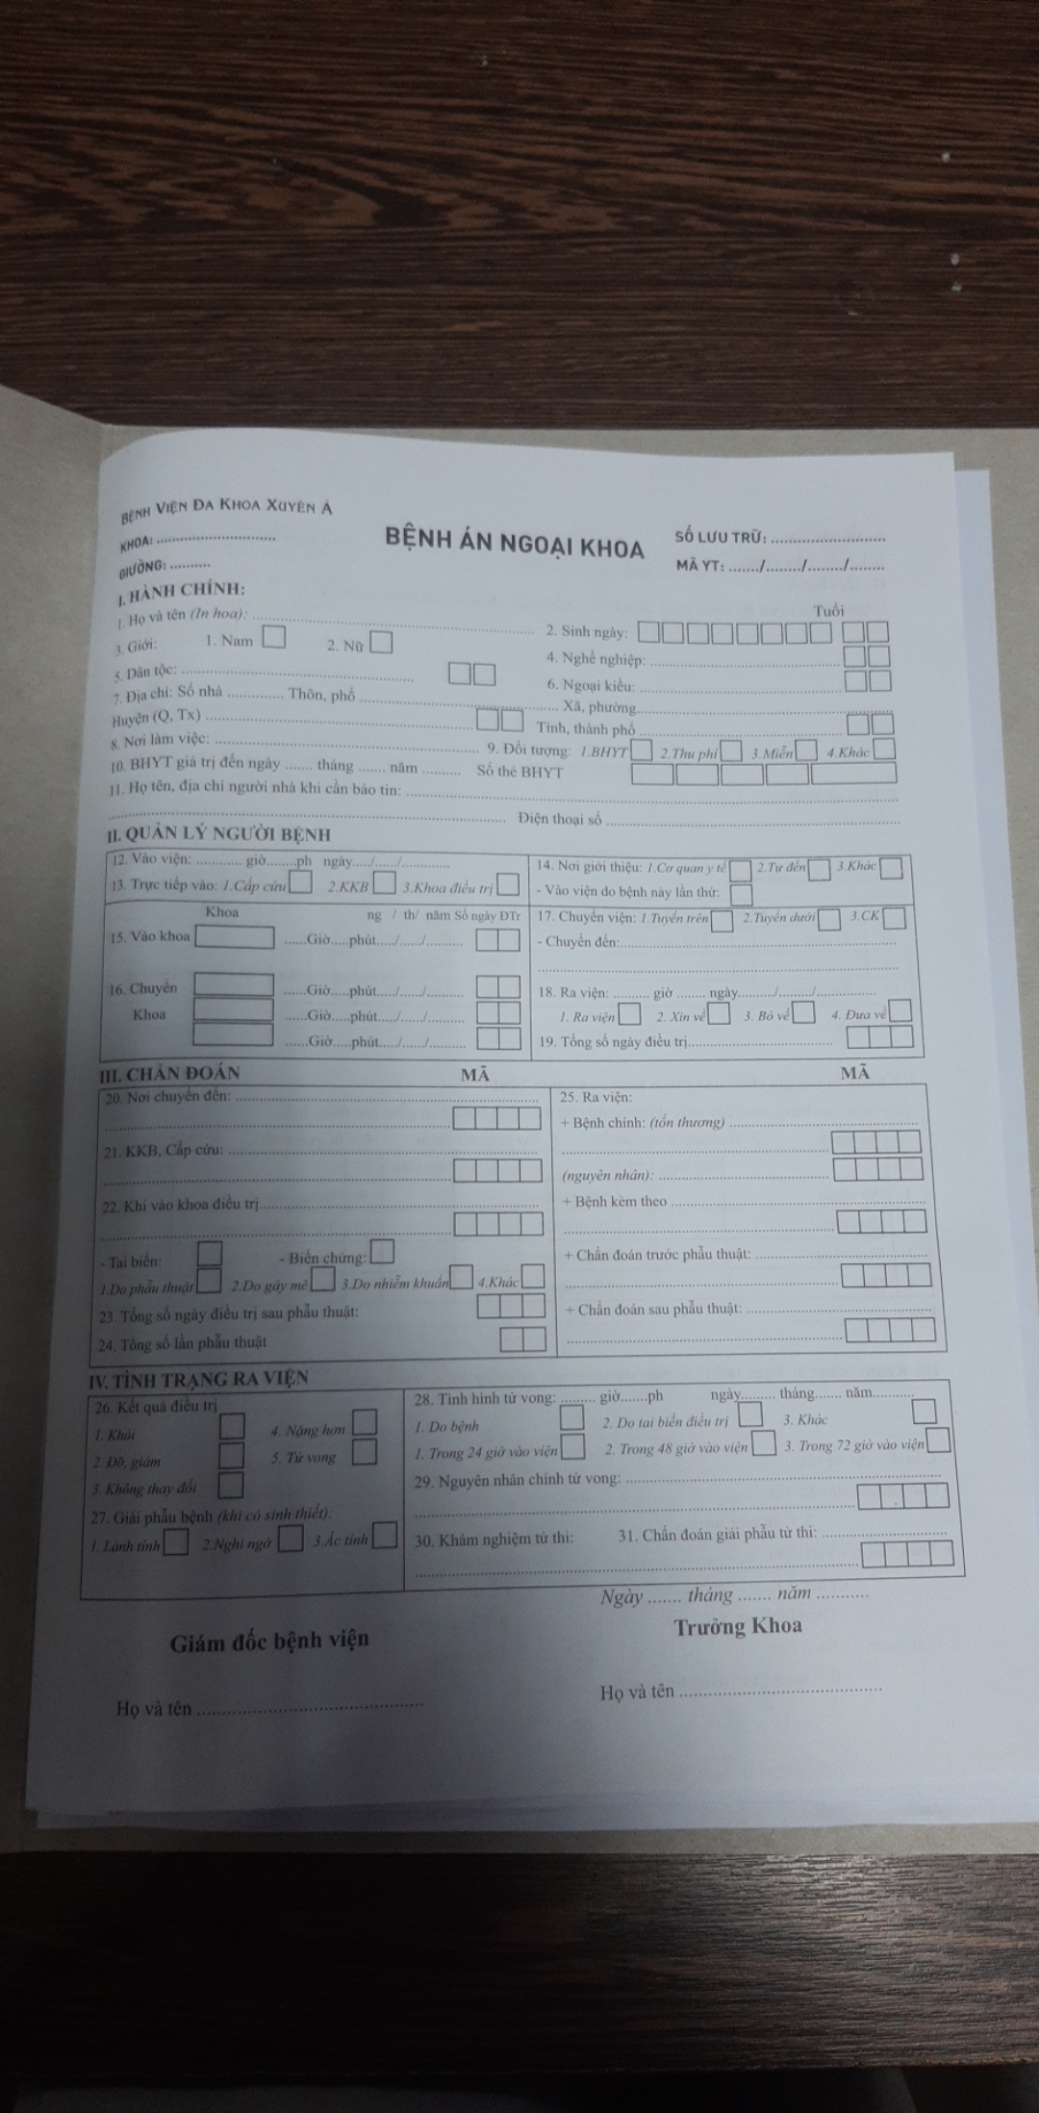 BỆNH VIỆN ĐA KHOA XUYÊN Á
KHOA: ............ BỆNH ÁN NGOẠI KHOA SỐ LƯU TRỮ: ............
GIƯỜNG: .......... MÃ YT: ......./......../......../........
I. HÀNH CHÍNH:
1. Họ và tên (In hoa): ............ 2. Sinh ngày: Tuổi
3. Giới: 1. Nam 2. Nữ 4. Nghề nghiệp: ............
5. Dân tộc: ............ 6. Ngoại kiều: ............
7. Địa chỉ: Số nhà ............ Thôn, phố ............ Xã, phường............
Huyện (Q, Tx) ............ Tỉnh, thành phố ............
8. Nơi làm việc: ............ 9. Đối tượng: 1.BHYT 2.Thu phí 3.Miễn 4.Khác
10. BHYT giá trị đến ngày ....... tháng ....... năm .......... Số thẻ BHYT
11. Họ tên, địa chỉ người nhà khi cần báo tin: ............
............ Điện thoại số ............
II. QUẢN LÝ NGƯỜI BỆNH
12. Vào viện: ............ giờ........ph ngày...../....../............
13. Trực tiếp vào: 1.Cấp cứu 2.KKB 3.Khoa điều trị
Khoa ng / th/ năm Số ngày ĐTr
15. Vào khoa ......Giờ.....phút...../....../..........
16. Chuyển ......Giờ.....phút...../....../..........
Khoa ......Giờ.....phút...../....../..........
......Giờ.....phút...../....../..........
14. Nơi giới thiệu: 1.Cơ quan y tế 2.Tự đến 3.Khác
- Vào viện do bệnh này lần thứ:
17. Chuyển viện: 1.Tuyến trên 2.Tuyến dưới 3.CK
- Chuyển đến:............
............
18. Ra viện: .......... giờ ........ ngày........../........./................
1. Ra viện 2. Xin về 3. Bỏ về 4. Đưa về
19. Tổng số ngày điều trị............
III. CHẨN ĐOÁN MÃ MÃ
20. Nơi chuyển đến: ............
............
21. KKB, Cấp cứu: ............
............
22. Khi vào khoa điều trị............
............
- Tai biến: - Biến chứng:
1.Do phẫu thuật 2.Do gây mê 3.Do nhiễm khuẩn 4.Khác
23. Tổng số ngày điều trị sau phẫu thuật:
24. Tổng số lần phẫu thuật
25. Ra viện:
+ Bệnh chính: (tổn thương) ............
............
(nguyên nhân): ............
+ Bệnh kèm theo ............
............
+ Chẩn đoán trước phẫu thuật: ............
............
+ Chẩn đoán sau phẫu thuật: ............
............
IV. TÌNH TRẠNG RA VIỆN
26. Kết quả điều trị
1. Khỏi 4. Nặng hơn
2. Đỡ, giảm 5. Tử vong
3. Không thay đổi
27. Giải phẫu bệnh (khi có sinh thiết):
1. Lành tính 2.Nghi ngờ 3.Ác tính
28. Tình hình tử vong: ......... giờ.......ph ngày......... tháng....... năm...........
1. Do bệnh 2. Do tai biến điều trị 3. Khác
1. Trong 24 giờ vào viện 2. Trong 48 giờ vào viện 3. Trong 72 giờ vào viện
29. Nguyên nhân chính tử vong: ............
............
30. Khám nghiệm tử thi: 31. Chẩn đoán giải phẫu tử thi: ............
............
Ngày ....... tháng ....... năm ...........
Giám đốc bệnh viện Trưởng Khoa
Họ và tên ............ Họ và tên ............